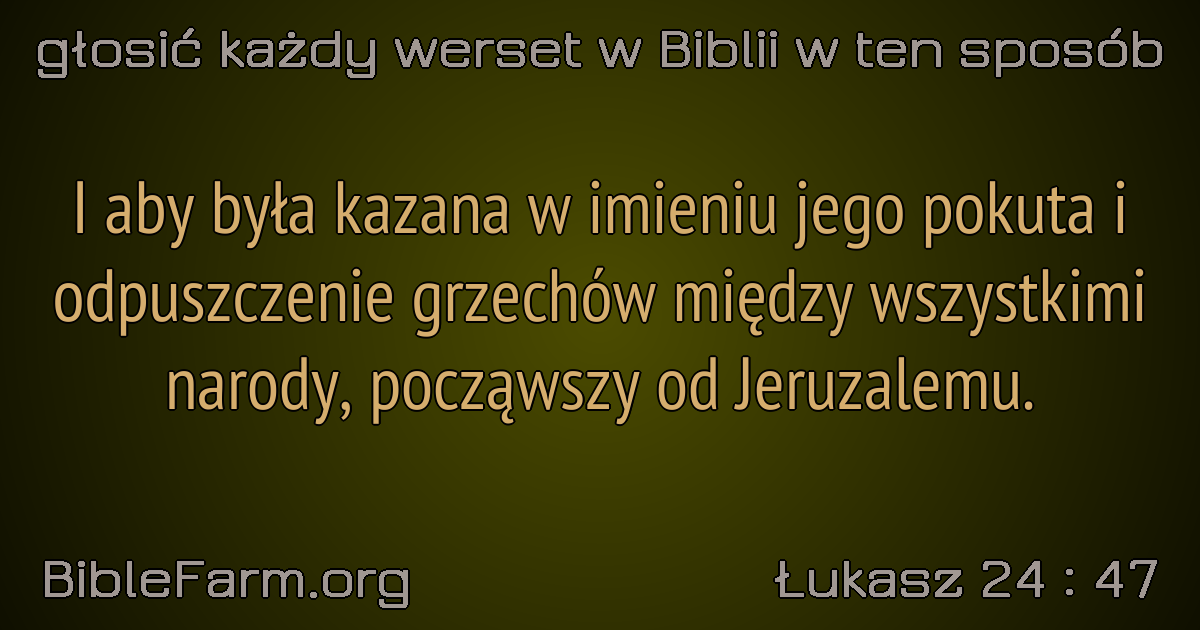 głosić każdy werset w Biblii w ten sposób
I aby była kazana w imieniu jego pokuta i
odpuszczenie grzechów między wszystkimi
narody, począwszy od Jeruzalemu.
BibleFarm.org
Łukasz 24 : 47